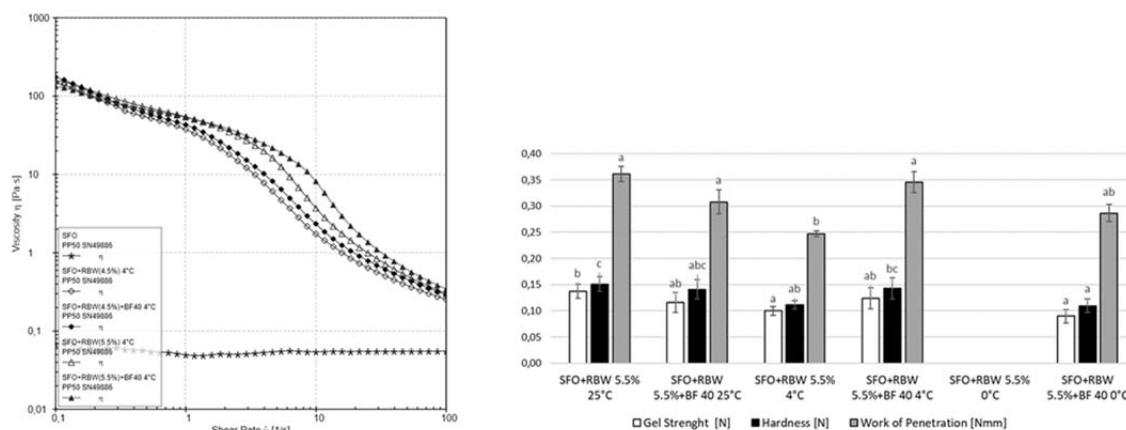 1000
100
10
1
0,1
0,01
Viscosity η [Pa·s]
SFO
PP50 SN49886
η
SFO+RBW(4.5%) 4°C
PP50 SN49886
η
SFO+RBW(4.5%)+BF40 4°C
PP50 SN49886
η
SFO+RBW(5.5%) 4°C
PP50 SN49886
η
SFO+RBW(5.5%)+BF40 4°C
PP50 SN49886
η
0,1 1 10 100
Shear Rate [1/s]
0,40
0,35
0,30
0,25
0,20
0,15
0,10
0,05
0,00
b c a
ab abc a
a a b
ab bc a
a a ab
SFO+RBW 5.5% 25°C
SFO+RBW 5.5%+BF 40 25°C
SFO+RBW 5.5% 4°C
SFO+RBW 5.5%+BF 40 4°C
SFO+RBW 5.5% 0°C
SFO+RBW 5.5%+BF 40 0°C
Gel Strenght [N] Hardness [N] Work of Penetration [Nmm]